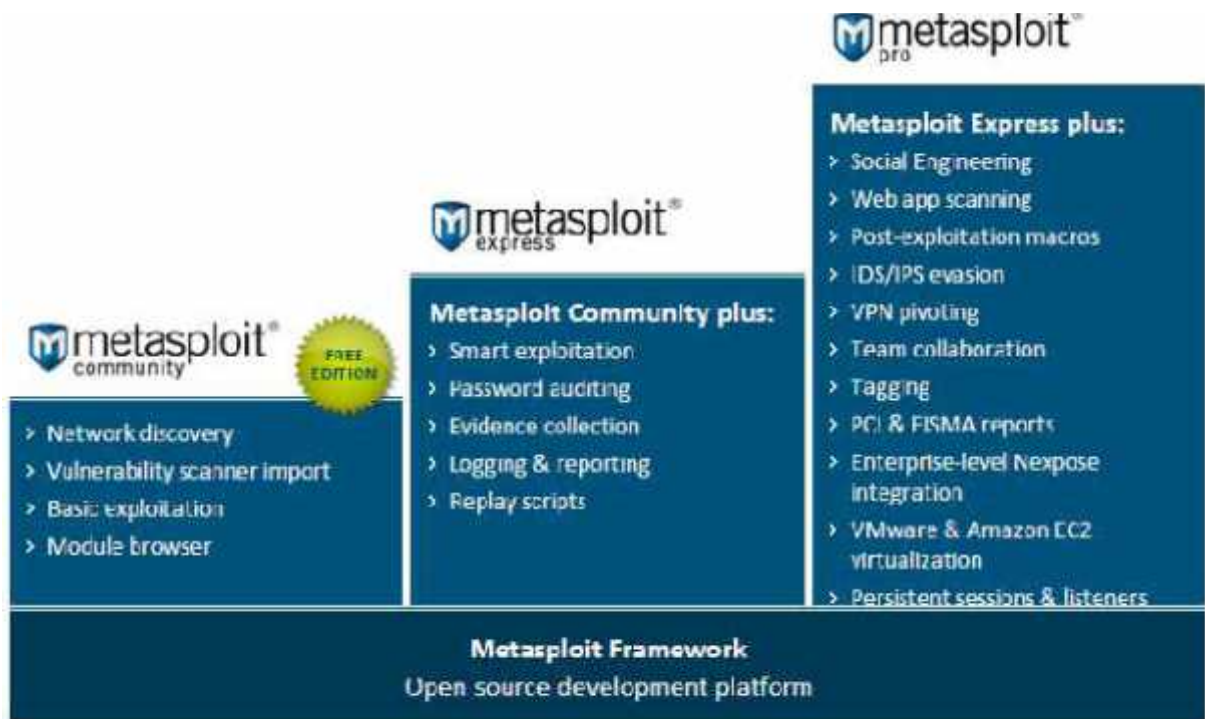 metasploit®
community
FREE
EDITION
> Network discovery
> Vulnerability scanner import
> Basic exploitation
> Module browser
metasploit®
express
Metasploit Community plus:
> Smart exploitation
> Password auditing
> Evidence collection
> Logging & reporting
> Replay scripts
metasploit®
pro
Metasploit Express plus:
> Social Engineering
> Web app scanning
> Post-exploitation macros
> IDS/IPS evasion
> VPN pivoting
> Team collaboration
> Tagging
> PCI & FISMA reports
> Enterprise-level Nexpose
integration
> VMware & Amazon EC2
virtualization
> Persistent sessions & listeners
Metasploit Framework
Open source development platform